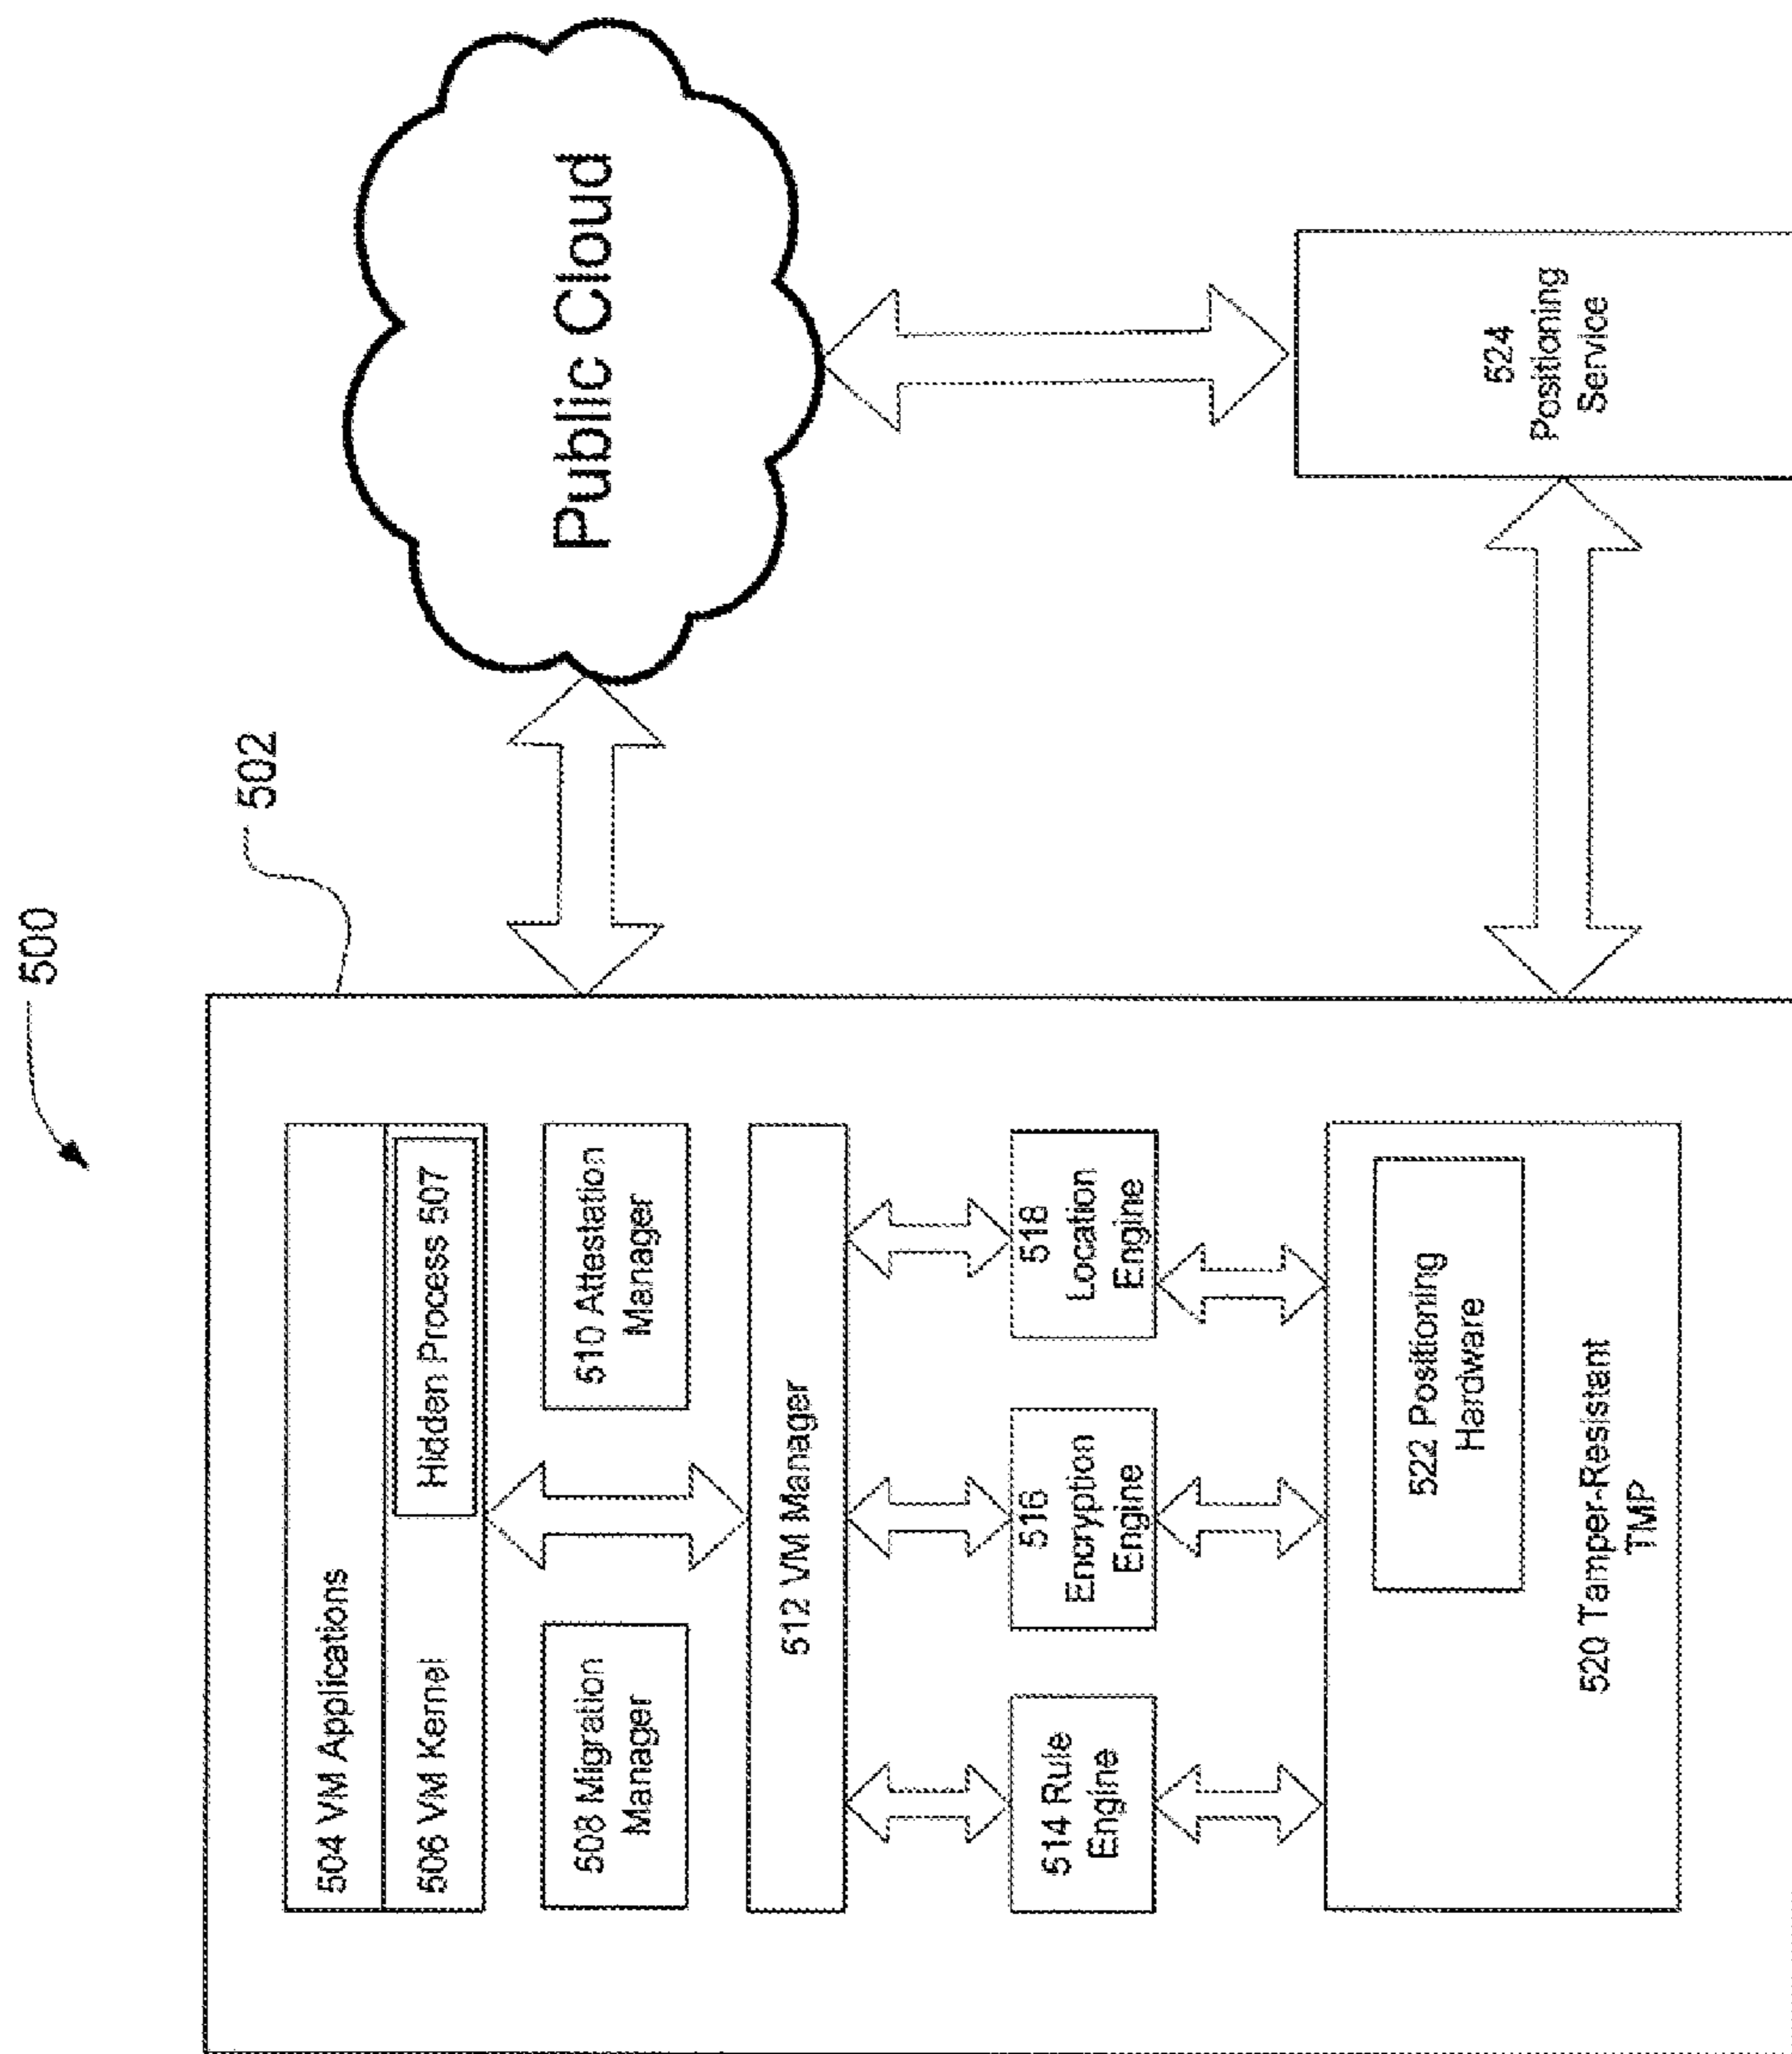 500
502
504 VM Applications
506 VM Kernel
Hidden Process 507
508 Migration
Manager
510 Attestation
Manager
512 VM Manager
514 Rule
Engine
516
Encryption
Engine
518
Location
Engine
522 Positioning
Hardware
520 Tamper-Resistant
TMP
Public Cloud
524
Positioning
Service